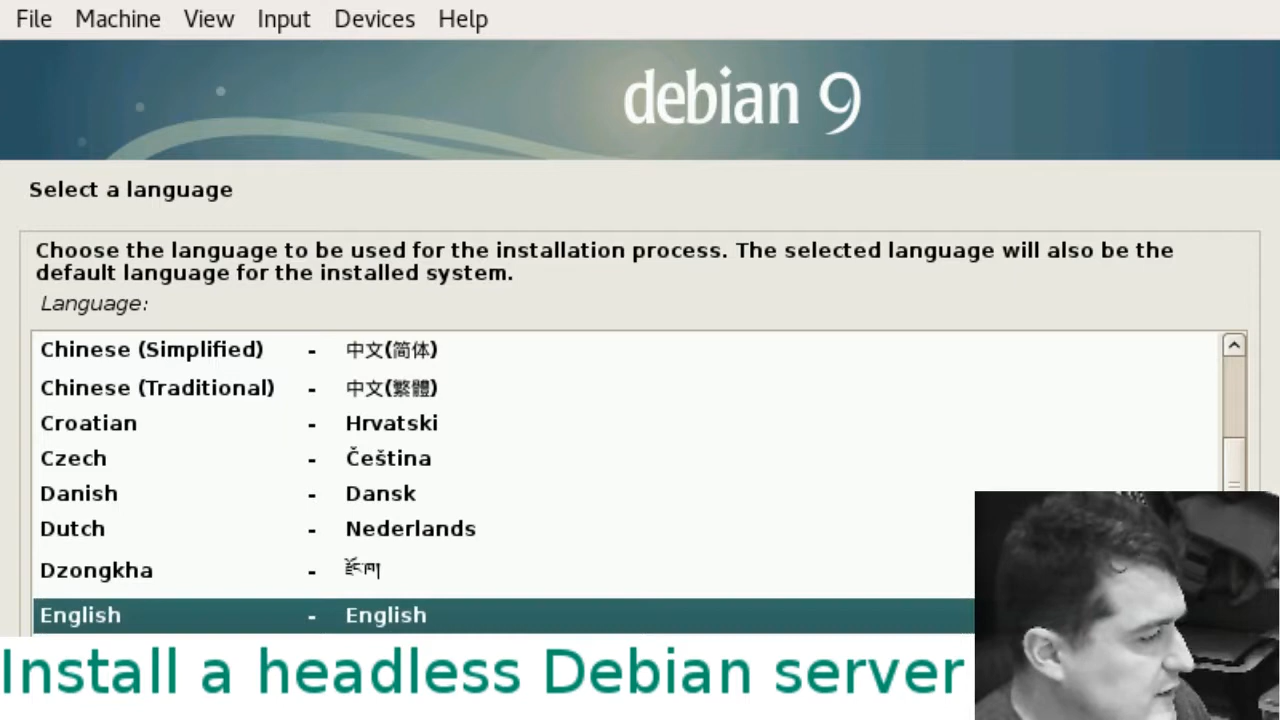 File Machine View Input Devices Help
debian 9
Select a language
Choose the language to be used for the installation process. The selected language will also be the
default language for the installed system.
Language:
Chinese (Simplified) - 中文(简体)
Chinese (Traditional) - 中文(繁體)
Croatian - Hrvatski
Czech - Čeština
Danish - Dansk
Dutch - Nederlands
Dzongkha - རྫོང་ཁ།
English - English
Install a headless Debian server